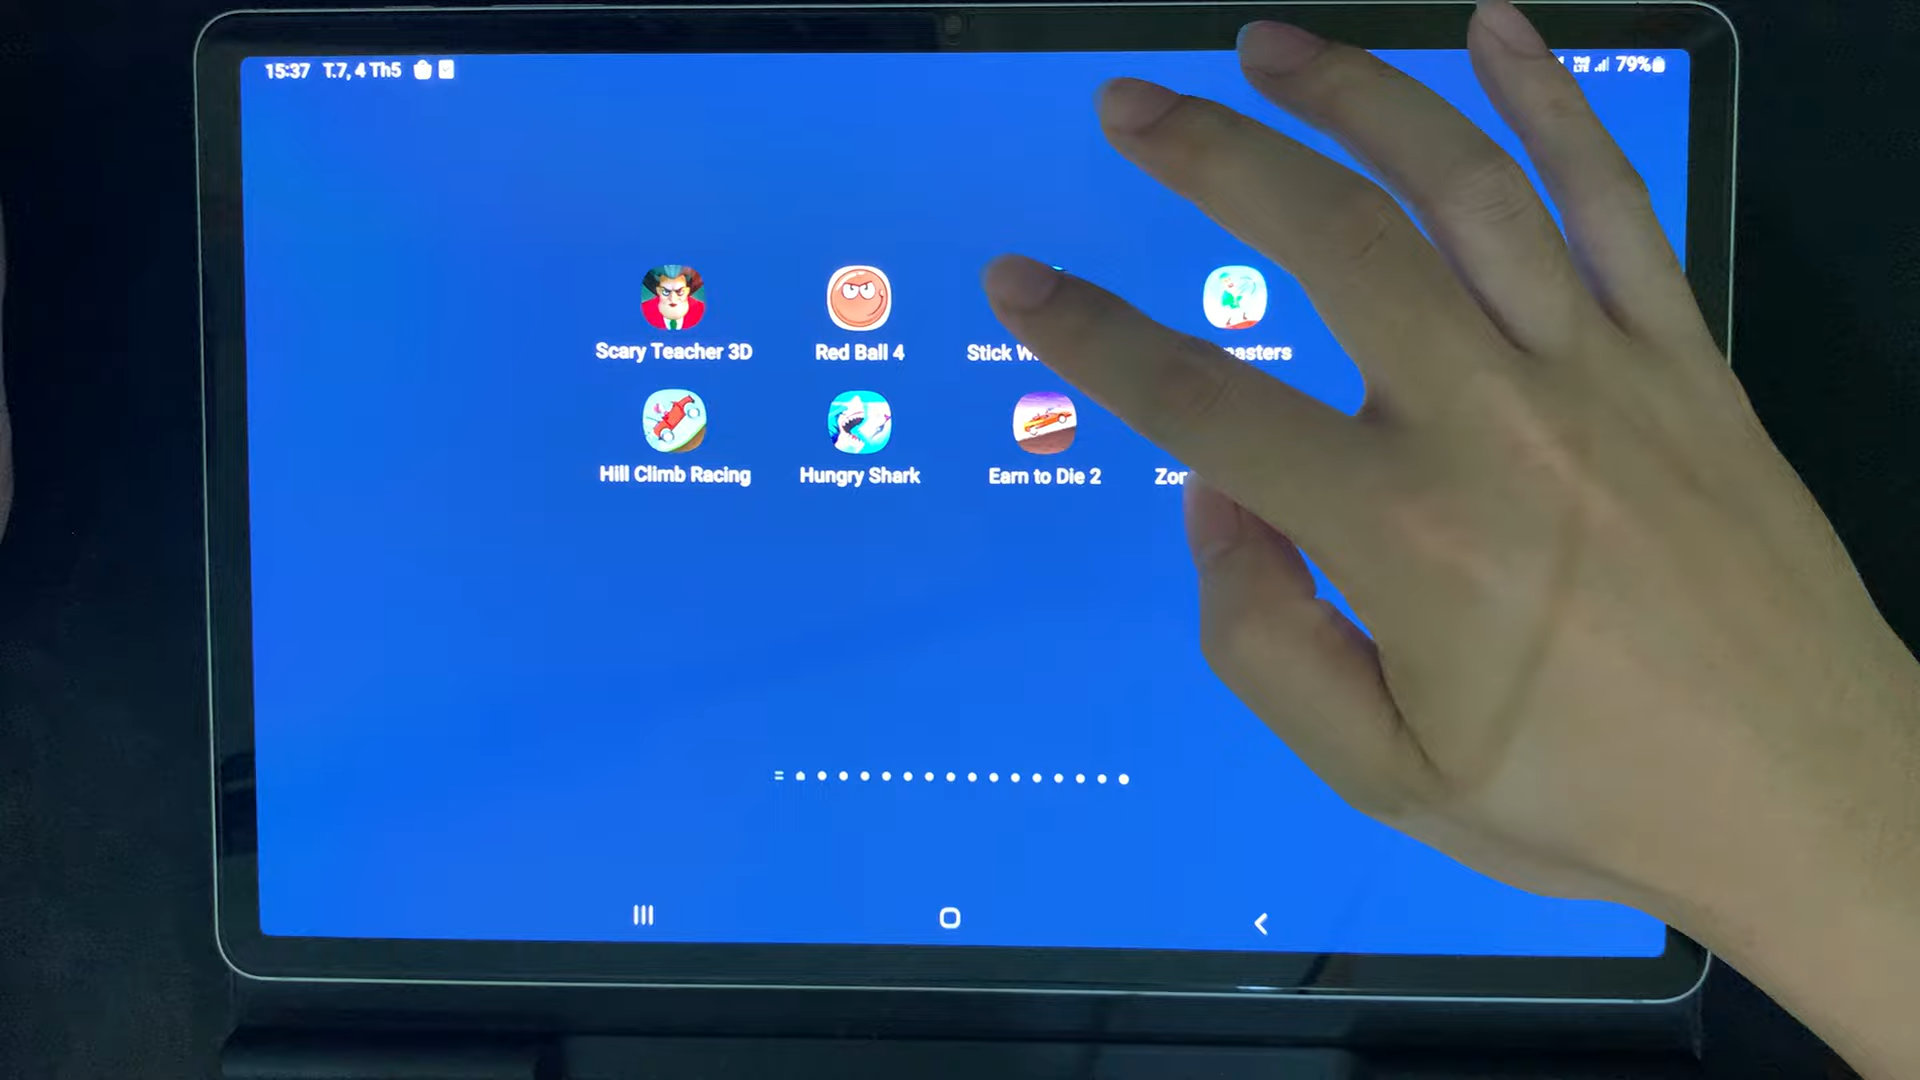 15:37 T.7, 4 Th5
79%
Scary Teacher 3D
Red Ball 4
Stick
Hill Climb Racing
Hungry Shark
Earn to Die 2